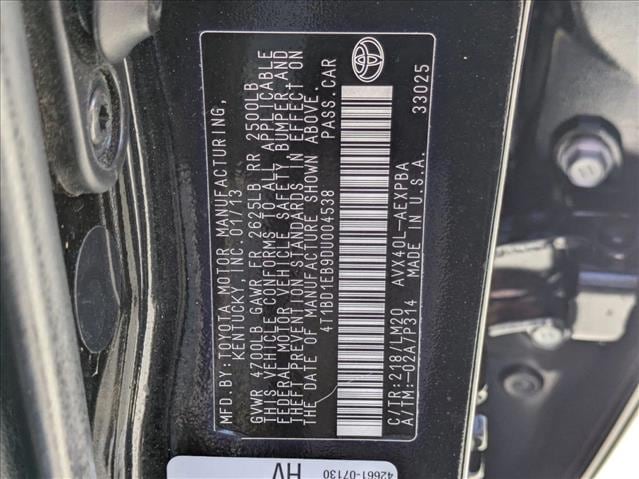 MFD. BY:TOYOTA MOTOR MANUFACTURING,
KENTUCKY, INC. 01/13
GVWR 4700LB GAWR FR 2625LB RR 2500LB
THIS VEHICLE CONFORMS TO ALL APPLICABLE
FEDERAL MOTOR VEHICLE SAFETY, BUMPER, AND
THEFT PREVENTION STANDARDS IN EFFECT ON
THE DATE OF MANUFACTURE SHOWN ABOVE.
4T1BD1EB9DU004538 PASS. CAR
C/TR:218/LM20 AVX40L-AEXPBA
A/TM:-02A/P314 MADE IN U.S.A. 33025
42661-07130
HV